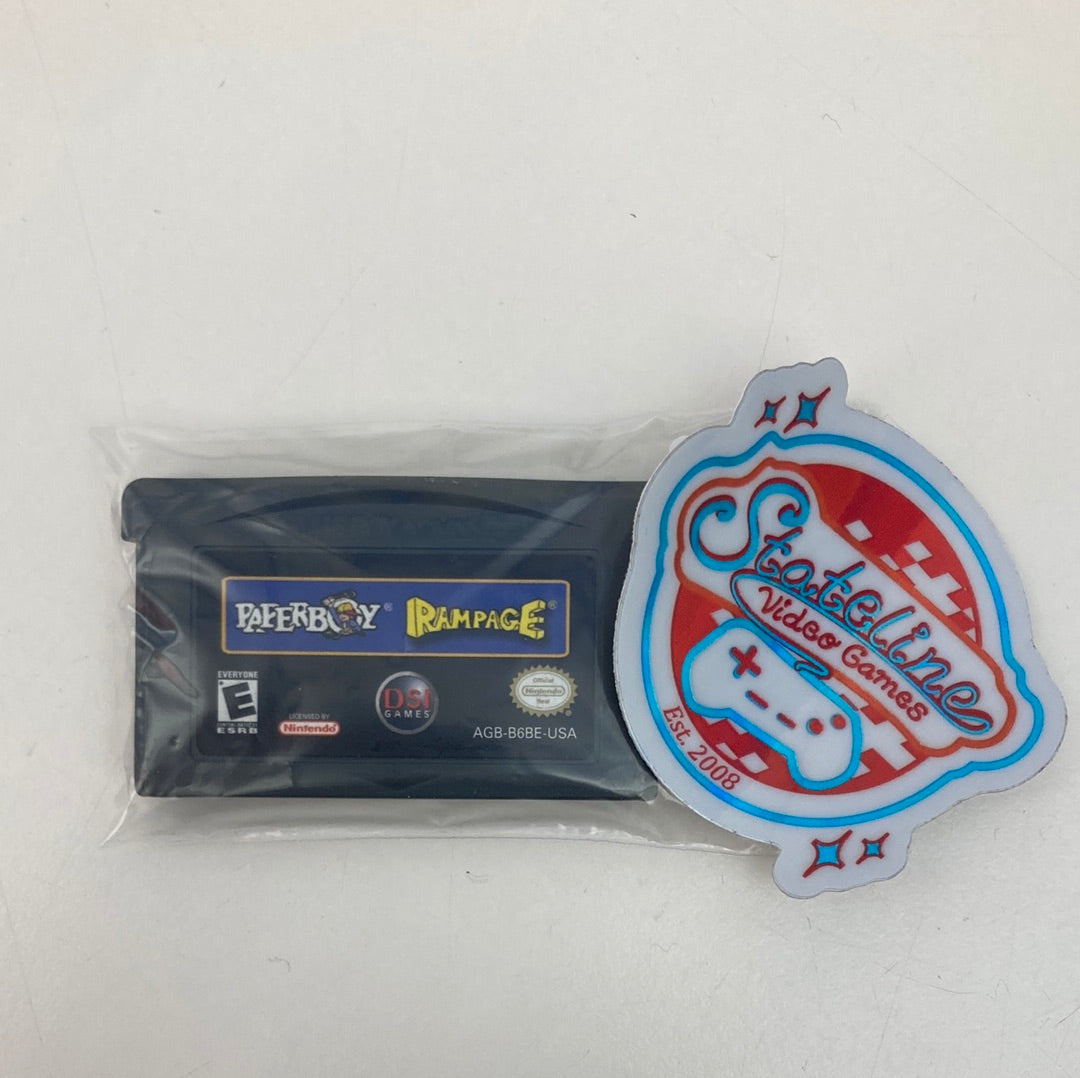 PAPERBOY® RAMPAGE®
EVERYONE
E
ESRB
LICENSED BY
Nintendo
DSI
GAMES
Official
Nintendo
Seal
AGB-B6BE-USA
Stateline
Video Games
Est. 2008